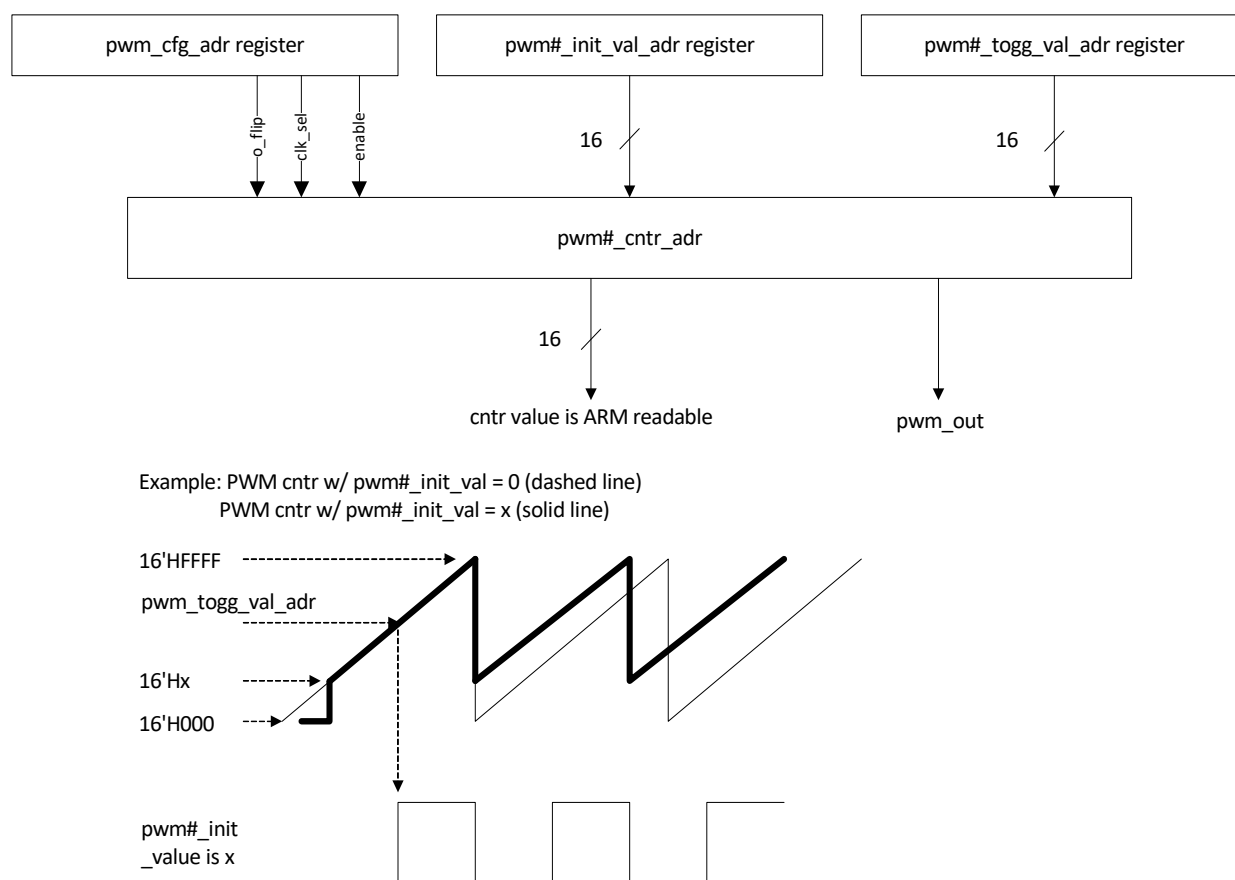 pwm_cfg_adr register
pwm#_init_val_adr register
pwm#_togg_val_adr register
o_flip
clk_sel
enable
16
16
pwm#_cntr_adr
16
cntr value is ARM readable
pwm_out
Example: PWM cntr w/ pwm#_init_val = 0 (dashed line)
PWM cntr w/ pwm#_init_val = x (solid line)
16'HFFFF
pwm_togg_val_adr
16'Hx
16'H000
pwm#_init
_value is x